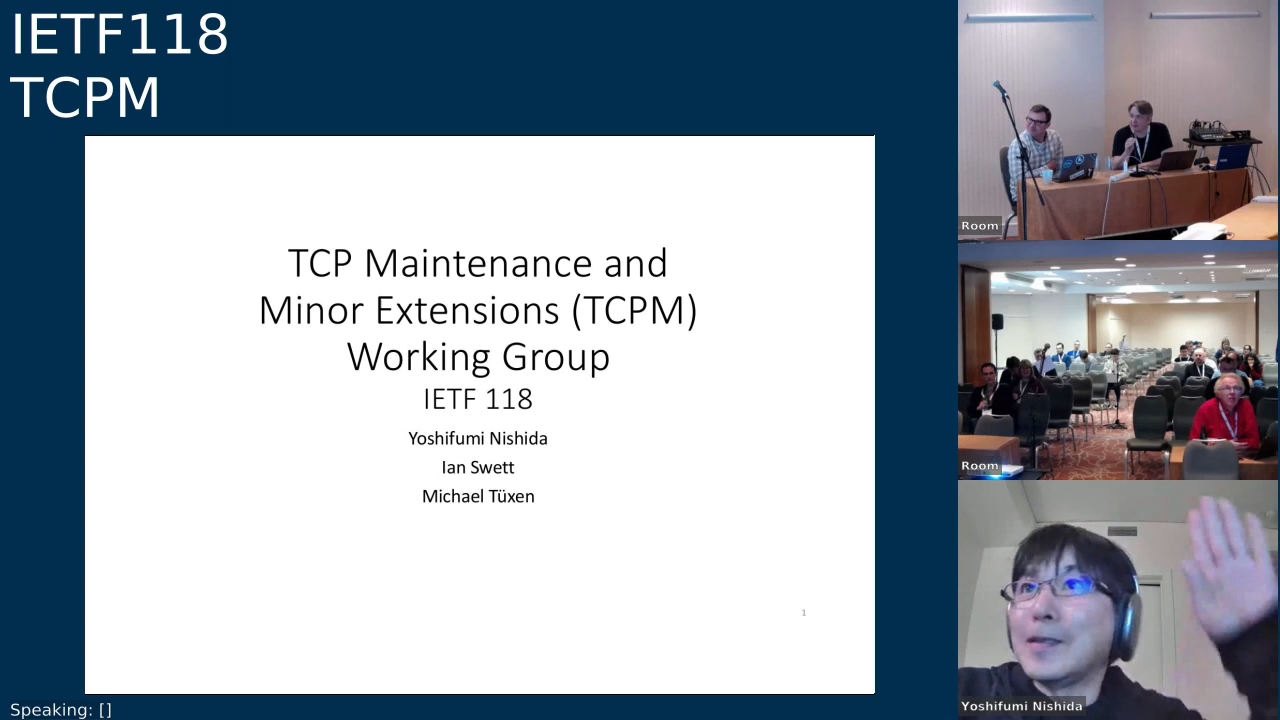 IETF118
TCPM
TCP Maintenance and
Minor Extensions (TCPM)
Working Group
IETF 118
Yoshifumi Nishida
Ian Swett
Michael Tüxen
1
Room
Room
Yoshifumi Nishida
Speaking: []